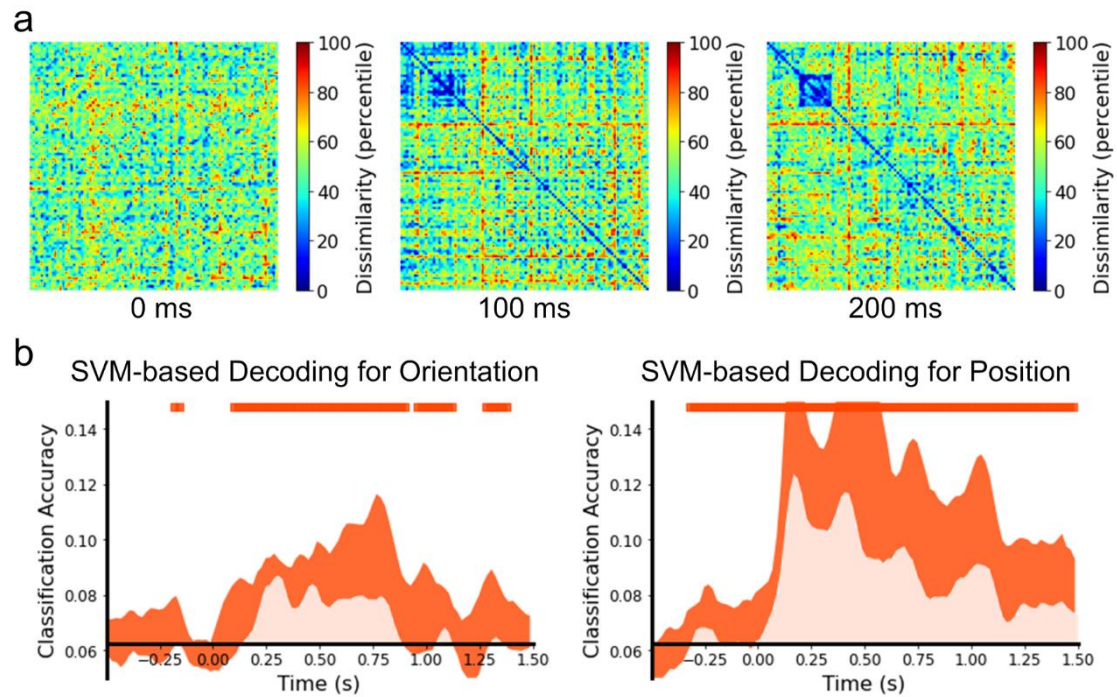 a
100
80
60
40
20
0
Dissimilarity (percentile)
0 ms
100
80
60
40
20
0
Dissimilarity (percentile)
100 ms
100
80
60
40
20
0
Dissimilarity (percentile)
200 ms
b
SVM-based Decoding for Orientation
Classification Accuracy
0.14
0.12
0.10
0.08
0.06
−0.25 0.00 0.25 0.50 0.75 1.00 1.25 1.50
Time (s)
SVM-based Decoding for Position
Classification Accuracy
0.14
0.12
0.10
0.08
0.06
−0.25 0.00 0.25 0.50 0.75 1.00 1.25 1.50
Time (s)